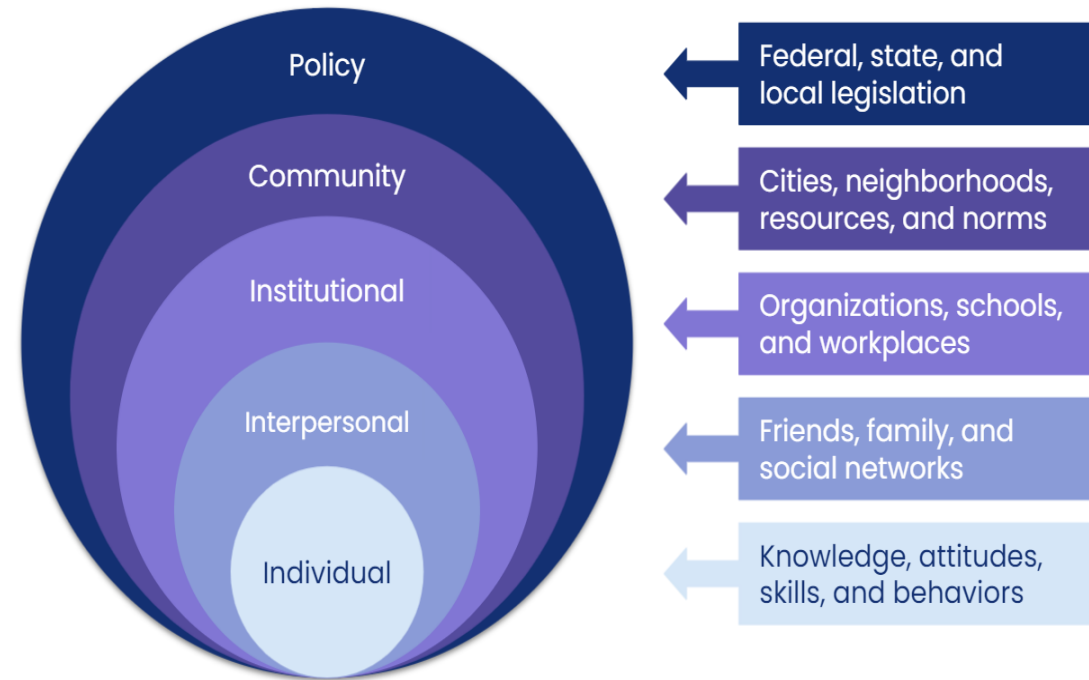 Policy
Federal, state, and
local legislation
Community
Cities, neighborhoods,
resources, and norms
Institutional
Organizations, schools,
and workplaces
Interpersonal
Friends, family, and
social networks
Individual
Knowledge, attitudes,
skills, and behaviors